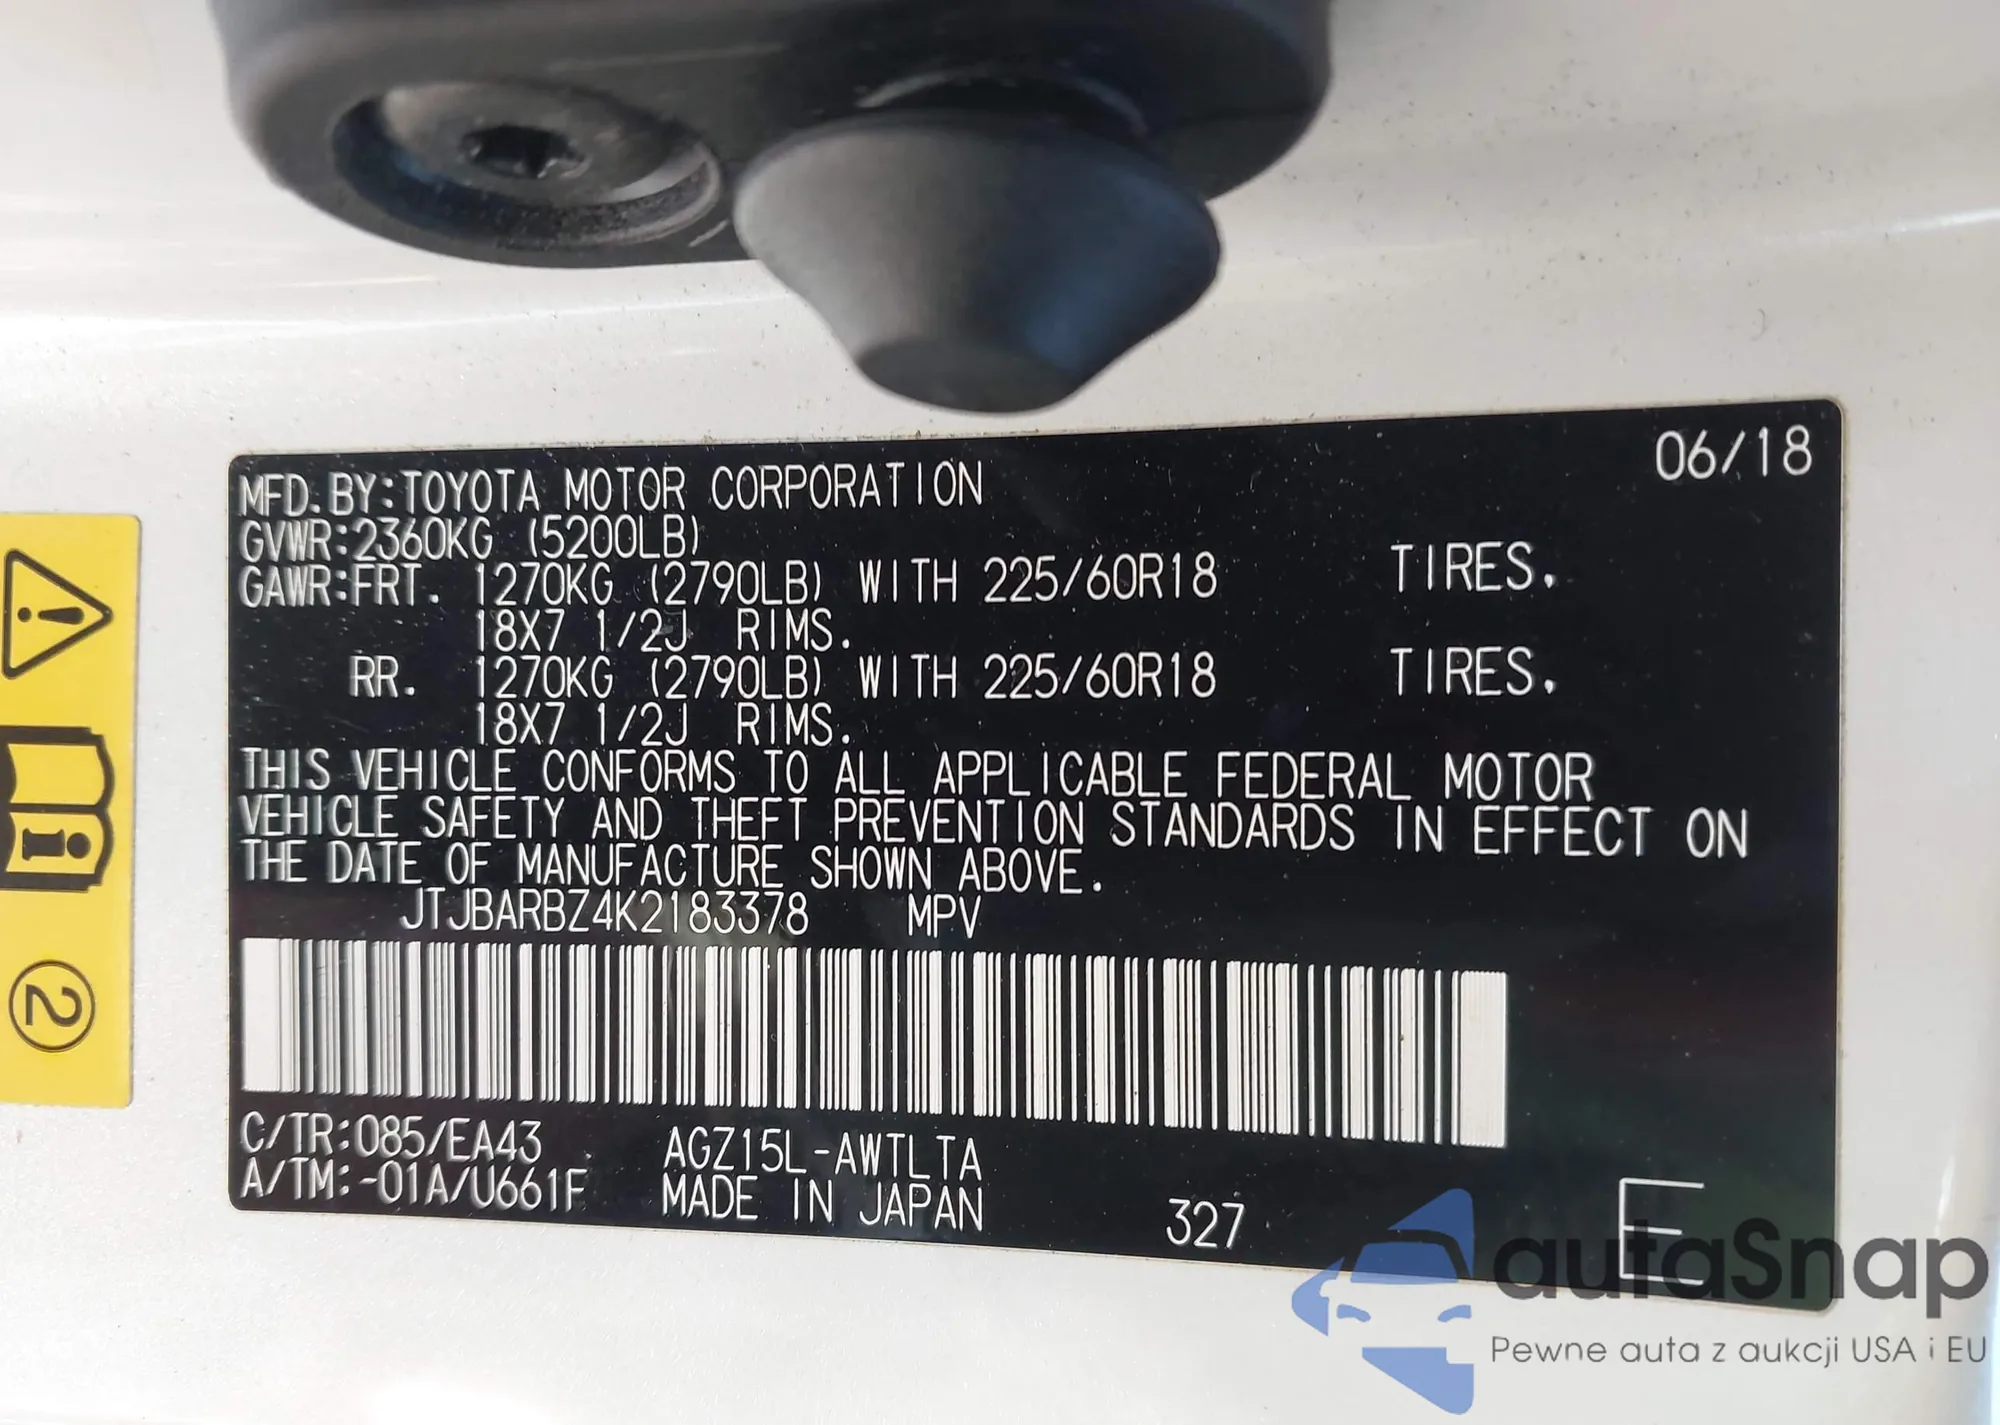 06/18
MFD.BY:TOYOTA MOTOR CORPORATION
GVWR:2360KG (5200LB)
GAWR:FRT. 1270KG (2790LB) WITH 225/60R18 TIRES.
18X7 1/2J RIMS.
RR. 1270KG (2790LB) WITH 225/60R18 TIRES.
18X7 1/2J RIMS.
THIS VEHICLE CONFORMS TO ALL APPLICABLE FEDERAL MOTOR
VEHICLE SAFETY AND THEFT PREVENTION STANDARDS IN EFFECT ON
THE DATE OF MANUFACTURE SHOWN ABOVE.
JTJBARBZ4K2183378 MPV
C/TR:085/EA43 AGZ15L-AWTLTA
A/TM:-01A/U661F MADE IN JAPAN 327 E
2
autaSnap
Pewne auta z aukcji USA i EU